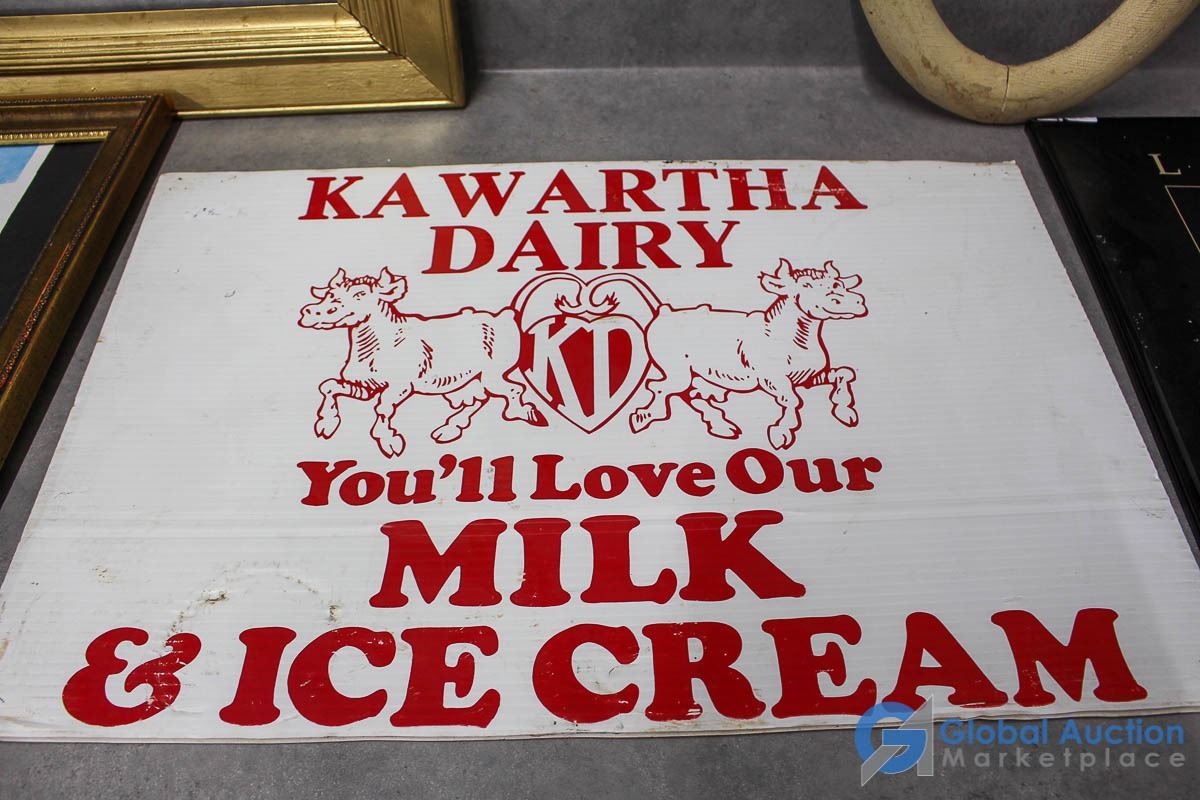 KAWARTHA
DAIRY
KD
You'll Love Our
MILK
& ICE CREAM
L
Global Auction
Marketplace